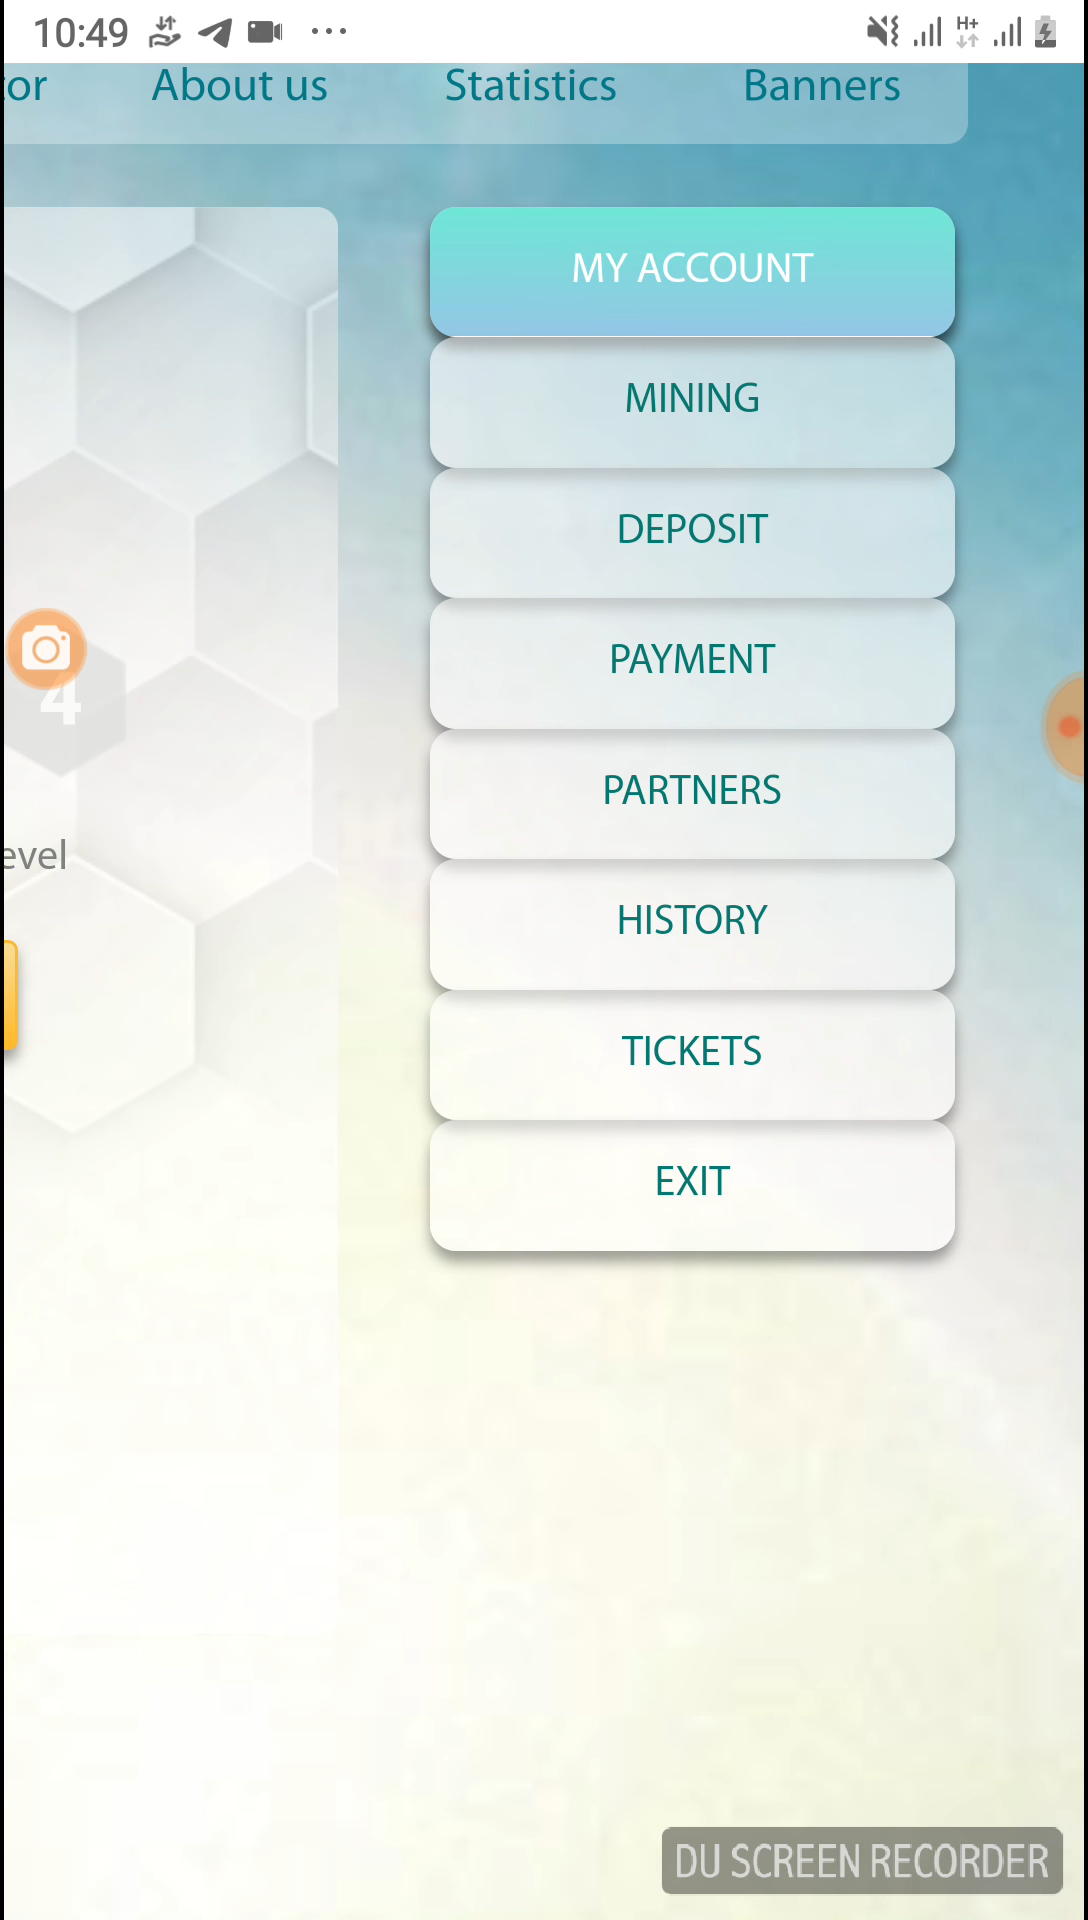 10:49
H+
tor About us Statistics Banners
MY ACCOUNT
MINING
DEPOSIT
PAYMENT
PARTNERS
HISTORY
TICKETS
EXIT
4
evel
DU SCREEN RECORDER